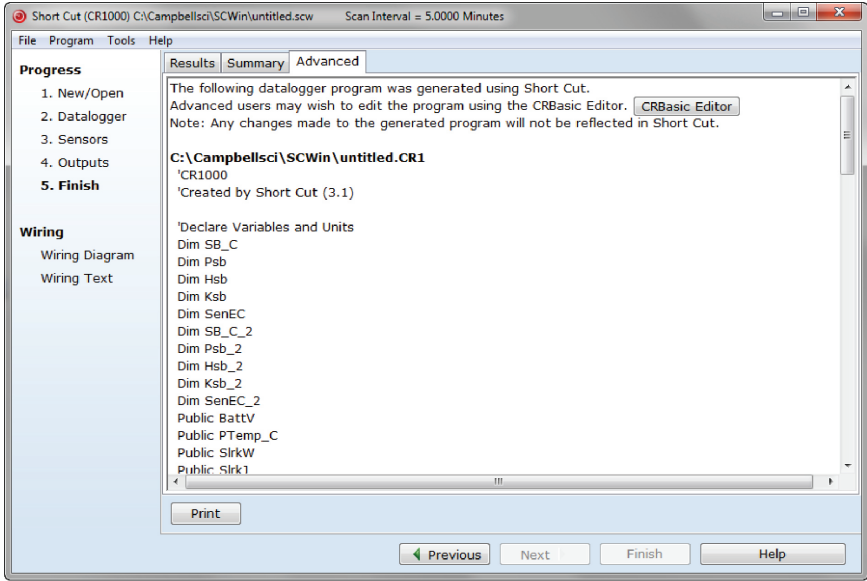 Short Cut (CR1000) C:\Campbellsci\SCWin\untitled.scw Scan Interval = 5.0000 Minutes
File Program Tools Help
Progress
1. New/Open
2. Datalogger
3. Sensors
4. Outputs
5. Finish
Wiring
Wiring Diagram
Wiring Text
Results Summary Advanced
The following datalogger program was generated using Short Cut.
Advanced users may wish to edit the program using the CRBasic Editor. CRBasic Editor
Note: Any changes made to the generated program will not be reflected in Short Cut.
C:\Campbellsci\SCWin\untitled.CR1
'CR1000
'Created by Short Cut (3.1)
'Declare Variables and Units
Dim SB_C
Dim Psb
Dim Hsb
Dim Ksb
Dim SenEC
Dim SB_C_2
Dim Psb_2
Dim Hsb_2
Dim Ksb_2
Dim SenEC_2
Public BattV
Public PTemp_C
Public SlrkW
Public SlrkJ
Print
Previous Next Finish Help